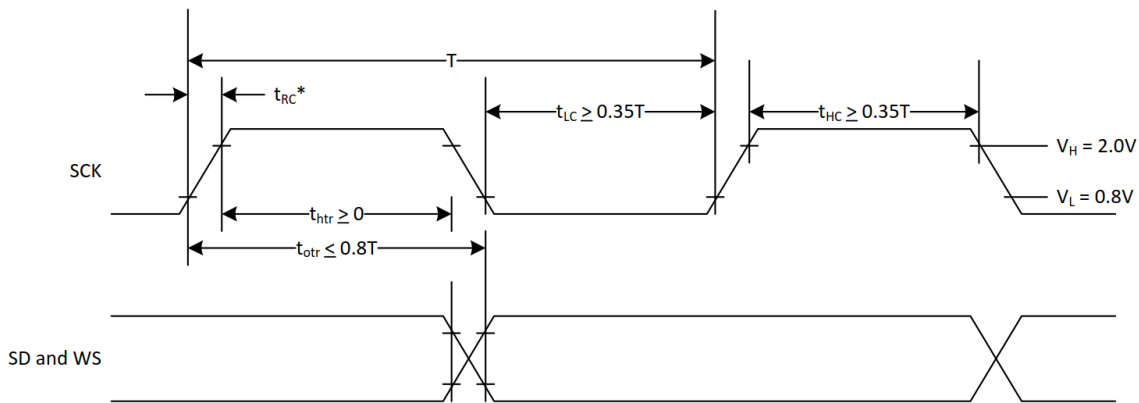 T
tRC*
tLC ≥ 0.35T
tHC ≥ 0.35T
SCK
VH = 2.0V
VL = 0.8V
thtr ≥ 0
totr ≤ 0.8T
SD and WS